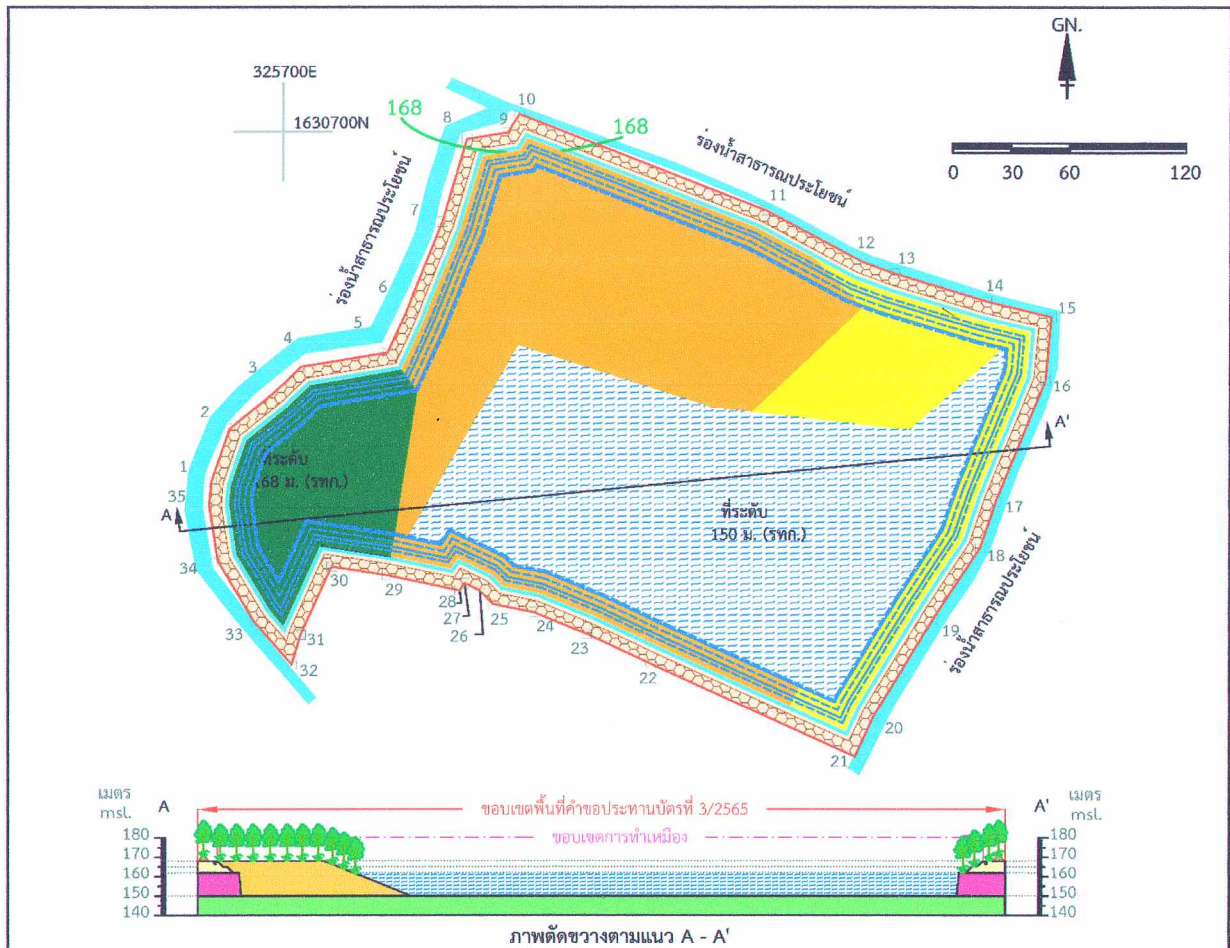 GN.
325700E
1630700N
0 30 60 120
168
168
ร่องน้ำสาธารณประโยชน์
ร่องน้ำสาธารณประโยชน์
ร่องน้ำสาธารณประโยชน์
1
2
3
4
5
6
7
8
9
10
11
12
13
14
15
16
17
18
19
20
21
22
23
24
25
26
27
28
29
30
31
32
33
34
35
A
A'
ที่ระดับ
168 ม. (รทก.)
ที่ระดับ
150 ม. (รทก.)
เมตร
msl.
A
A'
เมตร
msl.
ขอบเขตพื้นที่คำขอประทานบัตรที่ 3/2565
ขอบเขตการทำเหมือง
180
170
160
150
140
180
170
160
150
140
ภาพตัดขวางตามแนว A - A'